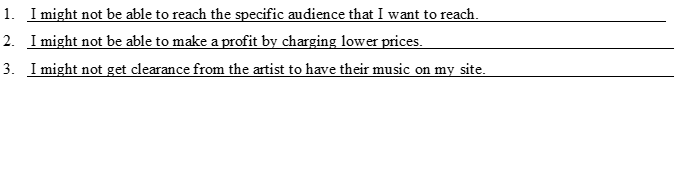 1. I might not be able to reach the specific audience that I want to reach.
2. I might not be able to make a profit by charging lower prices.
3. I might not get clearance from the artist to have their music on my site.